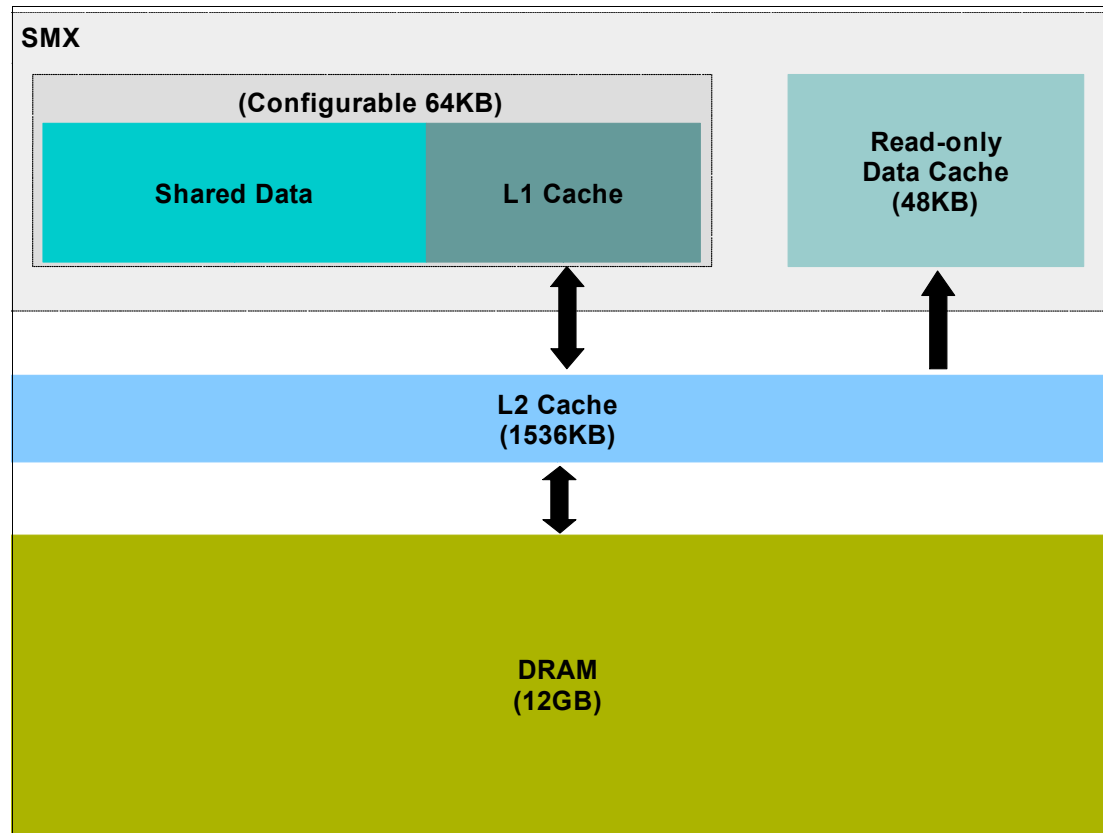 SMX
(Configurable 64KB)
Shared Data
L1 Cache
Read-only
Data Cache
(48KB)
L2 Cache
(1536KB)
DRAM
(12GB)